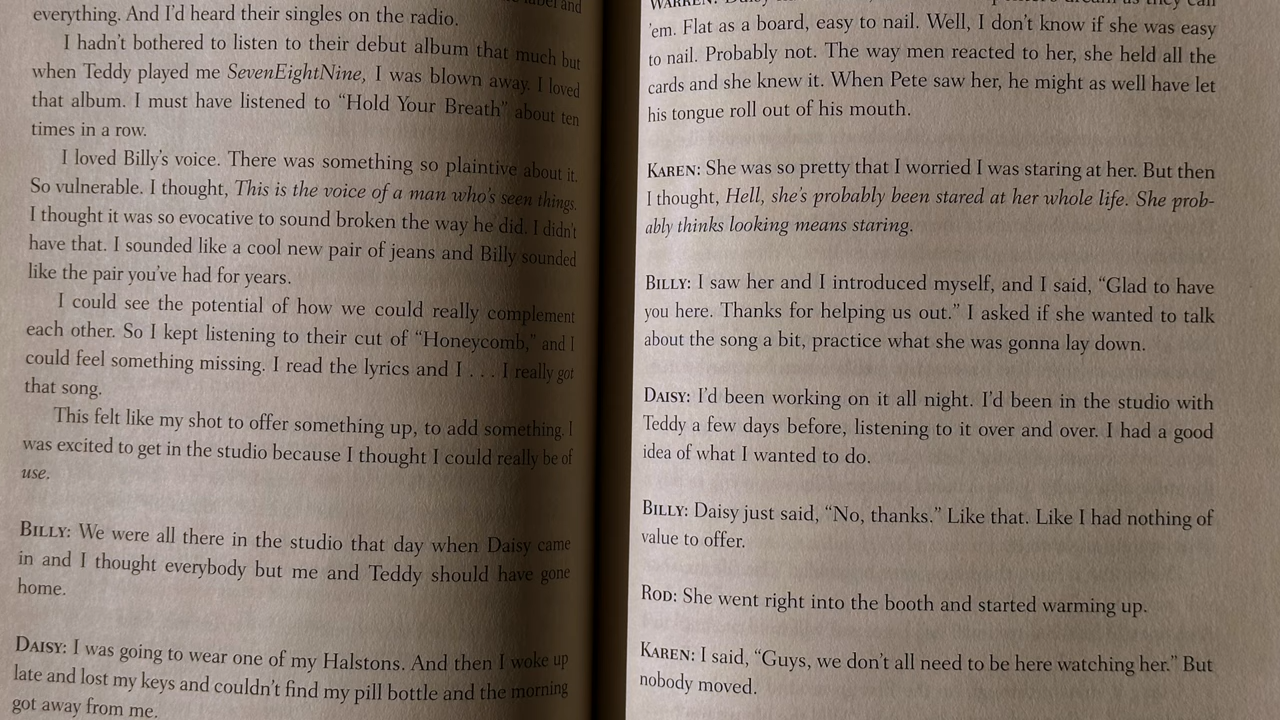 everything. And I'd heard their singles on the radio.
I hadn't bothered to listen to their debut album that much but
when Teddy played me SevenEightNine, I was blown away. I loved
that album. I must have listened to “Hold Your Breath” about ten
times in a row.
I loved Billy's voice. There was something so plaintive about it.
So vulnerable. I thought, This is the voice of a man who's seen things.
I thought it was so evocative to sound broken the way he did. I didn't
have that. I sounded like a cool new pair of jeans and Billy sounded
like the pair you've had for years.
I could see the potential of how we could really complement
each other. So I kept listening to their cut of “Honeycomb,” and I
could feel something missing. I read the lyrics and I . . . I really got
that song.
This felt like my shot to offer something up, to add something. I
was excited to get in the studio because I thought I could really be of
use.
BILLY: We were all there in the studio that day when Daisy came
in and I thought everybody but me and Teddy should have gone
home.
DAISY: I was going to wear one of my Halstons. And then I woke up
late and lost my keys and couldn't find my pill bottle and the morning
got away from me.
'em. Flat as a board, easy to nail. Well, I don't know if she was easy
to nail. Probably not. The way men reacted to her, she held all the
cards and she knew it. When Pete saw her, he might as well have let
his tongue roll out of his mouth.
KAREN: She was so pretty that I worried I was staring at her. But then
I thought, Hell, she's probably been stared at her whole life. She prob-
ably thinks looking means staring.
BILLY: I saw her and I introduced myself, and I said, “Glad to have
you here. Thanks for helping us out.” I asked if she wanted to talk
about the song a bit, practice what she was gonna lay down.
DAISY: I'd been working on it all night. I'd been in the studio with
Teddy a few days before, listening to it over and over. I had a good
idea of what I wanted to do.
BILLY: Daisy just said, “No, thanks.” Like that. Like I had nothing of
value to offer.
ROD: She went right into the booth and started warming up.
KAREN: I said, “Guys, we don't all need to be here watching her.” But
nobody moved.